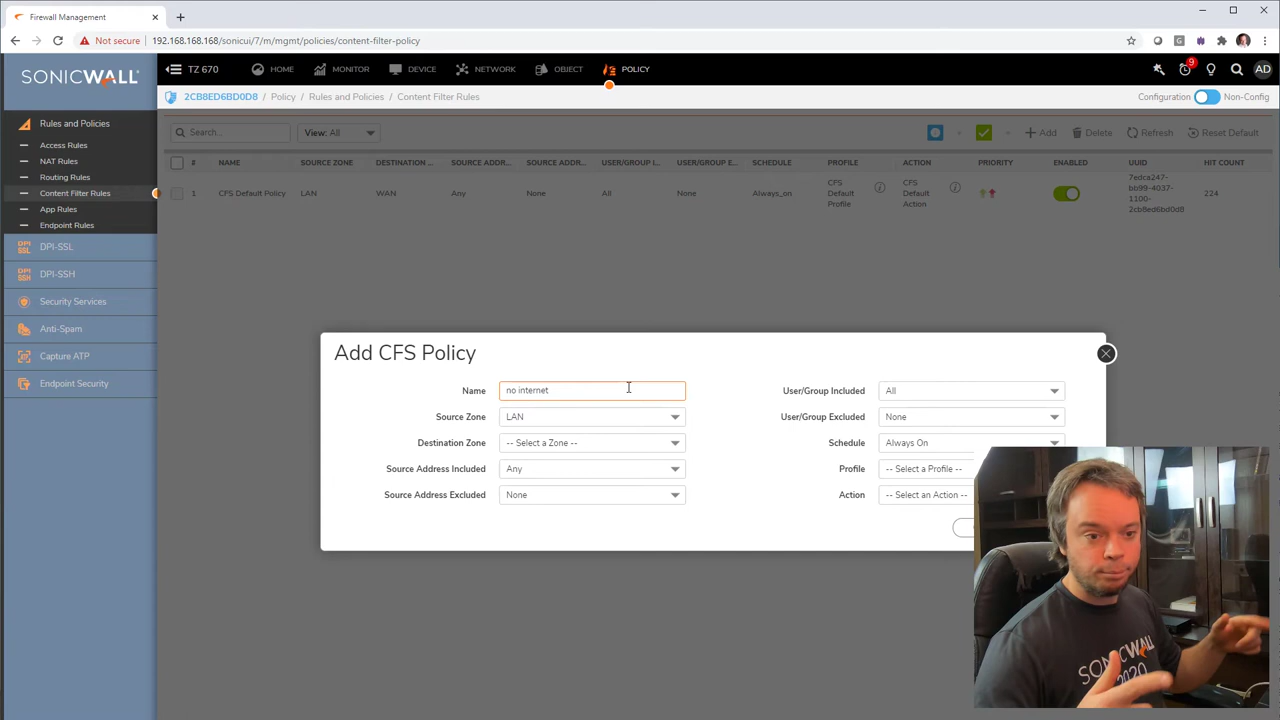 Firewall Management
Not secure
192.168.168.168/sonicui/7/m/mgmt/policies/content-filter-policy
SONICWALL
TZ 670
HOME
MONITOR
DEVICE
NETWORK
OBJECT
POLICY
9
AD
2CB8ED6BD0D8 / Policy / Rules and Policies / Content Filter Rules
Configuration
Non-Config
Rules and Policies
Access Rules
NAT Rules
Routing Rules
Content Filter Rules
App Rules
Endpoint Rules
DPI-SSL
DPI-SSH
Security Services
Anti-Spam
Capture ATP
Endpoint Security
Search...
View: All
+ Add
Delete
Refresh
Reset Default
# NAME SOURCE ZONE DESTINATION ... SOURCE ADDR... SOURCE ADDR... USER/GROUP I... USER/GROUP E... SCHEDULE PROFILE ACTION PRIORITY ENABLED UUID HIT COUNT
1 CFS Default Policy LAN WAN Any None All None Always_on
CFS
Default
Profile
CFS
Default
Action
7edca247-
bb99-4037-
1100-
2cb8ed6bd0d8
224
Add CFS Policy
Name no internet
Source Zone LAN
Destination Zone -- Select a Zone --
Source Address Included Any
Source Address Excluded None
User/Group Included All
User/Group Excluded None
Schedule Always On
Profile -- Select a Profile --
Action -- Select an Action --
SONICWALL
2020